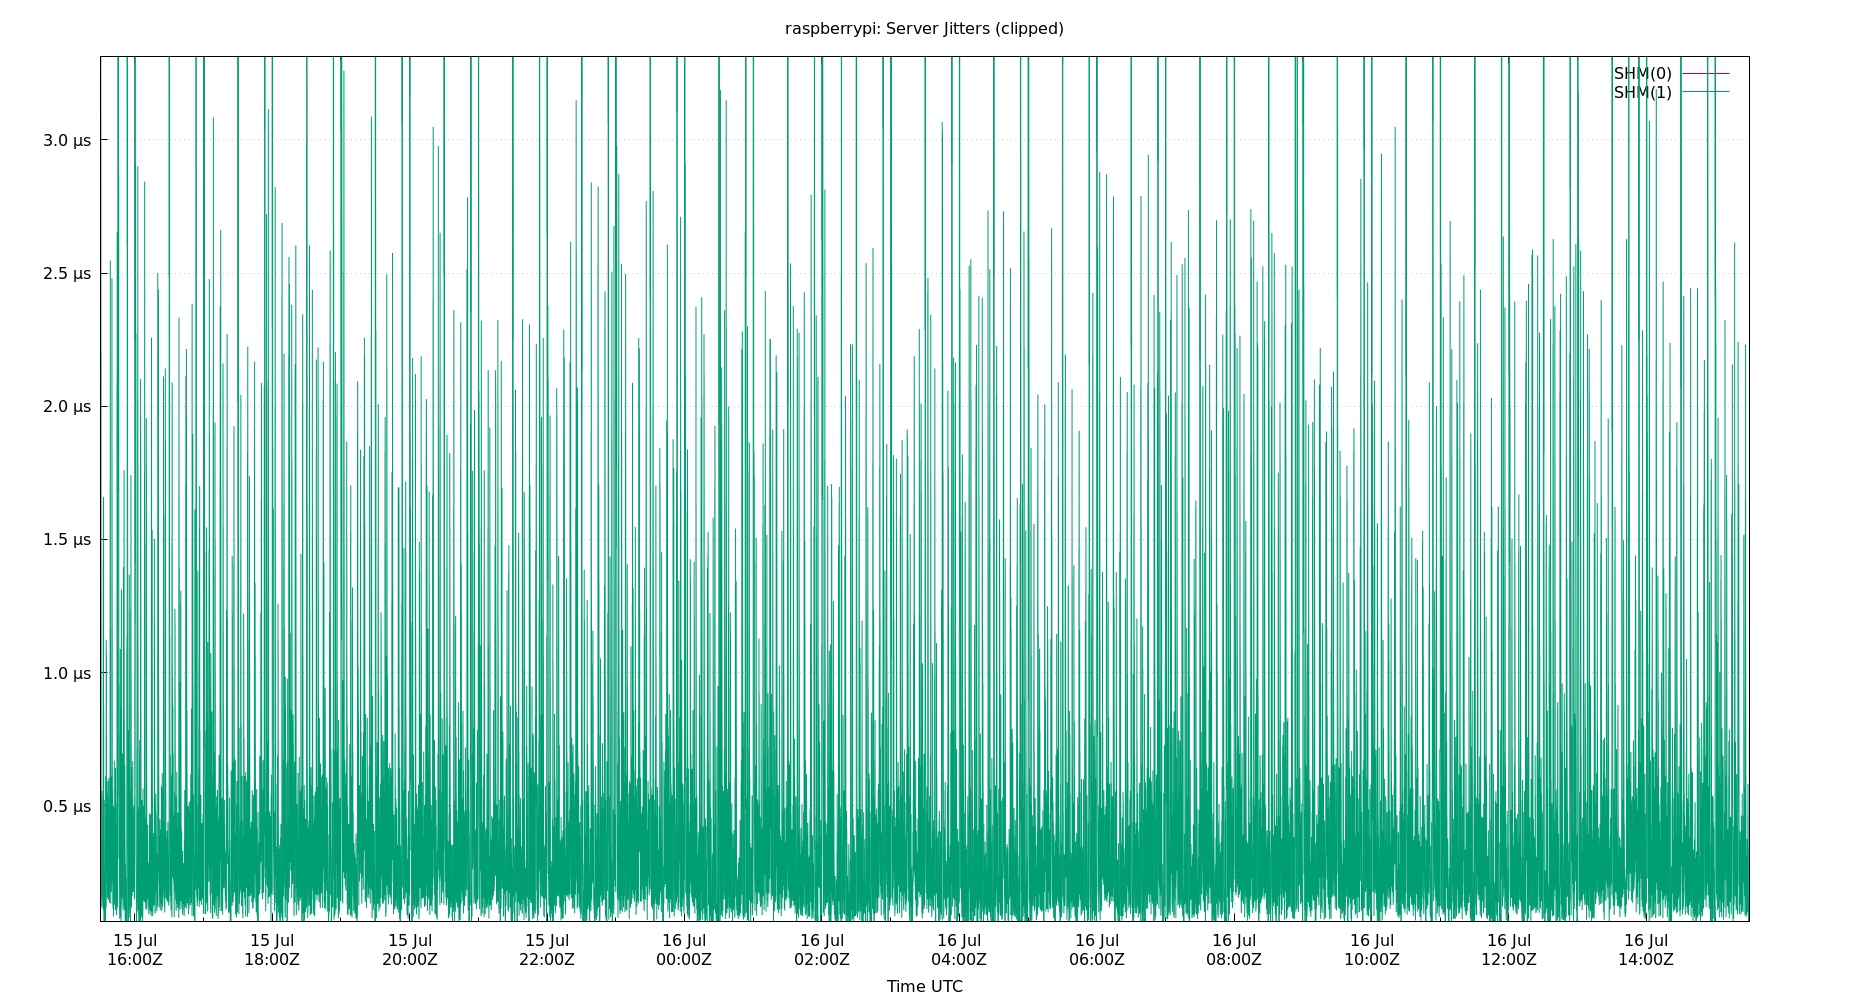 raspberrypi: Server Jitters (clipped)
SHM(0)
SHM(1)
3.0 µs
2.5 µs
2.0 µs
1.5 µs
1.0 µs
0.5 µs
15 Jul 15 Jul 15 Jul 15 Jul 16 Jul 16 Jul 16 Jul 16 Jul 16 Jul 16 Jul 16 Jul 16 Jul
16:00Z 18:00Z 20:00Z 22:00Z 00:00Z 02:00Z 04:00Z 06:00Z 08:00Z 10:00Z 12:00Z 14:00Z
Time UTC